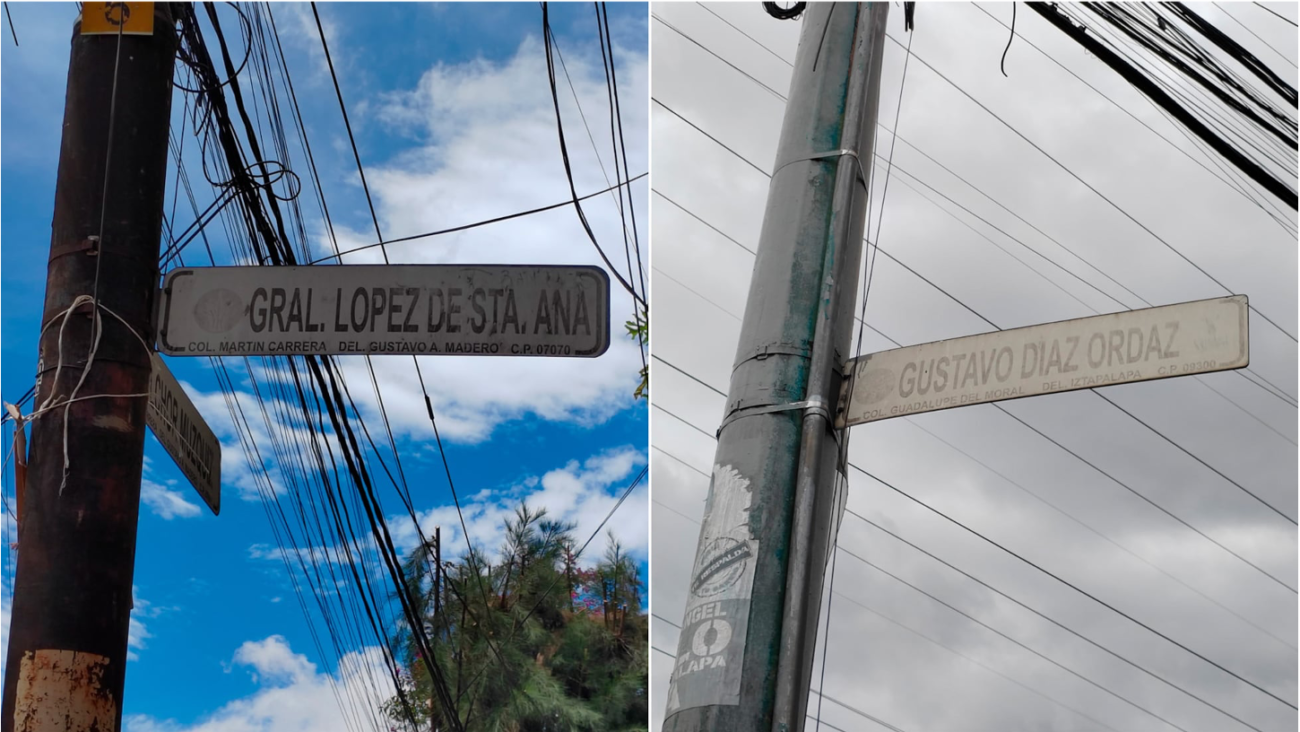 GRAL. LOPEZ DE STA. ANA
COL. MARTIN CARRERA DEL. GUSTAVO A. MADERO C.P. 07070
GUSTAVO DIAZ ORDAZ
COL. GUADALUPE DEL MORAL DEL. IZTAPALAPA C.P. 09300
IZTAPALAPA